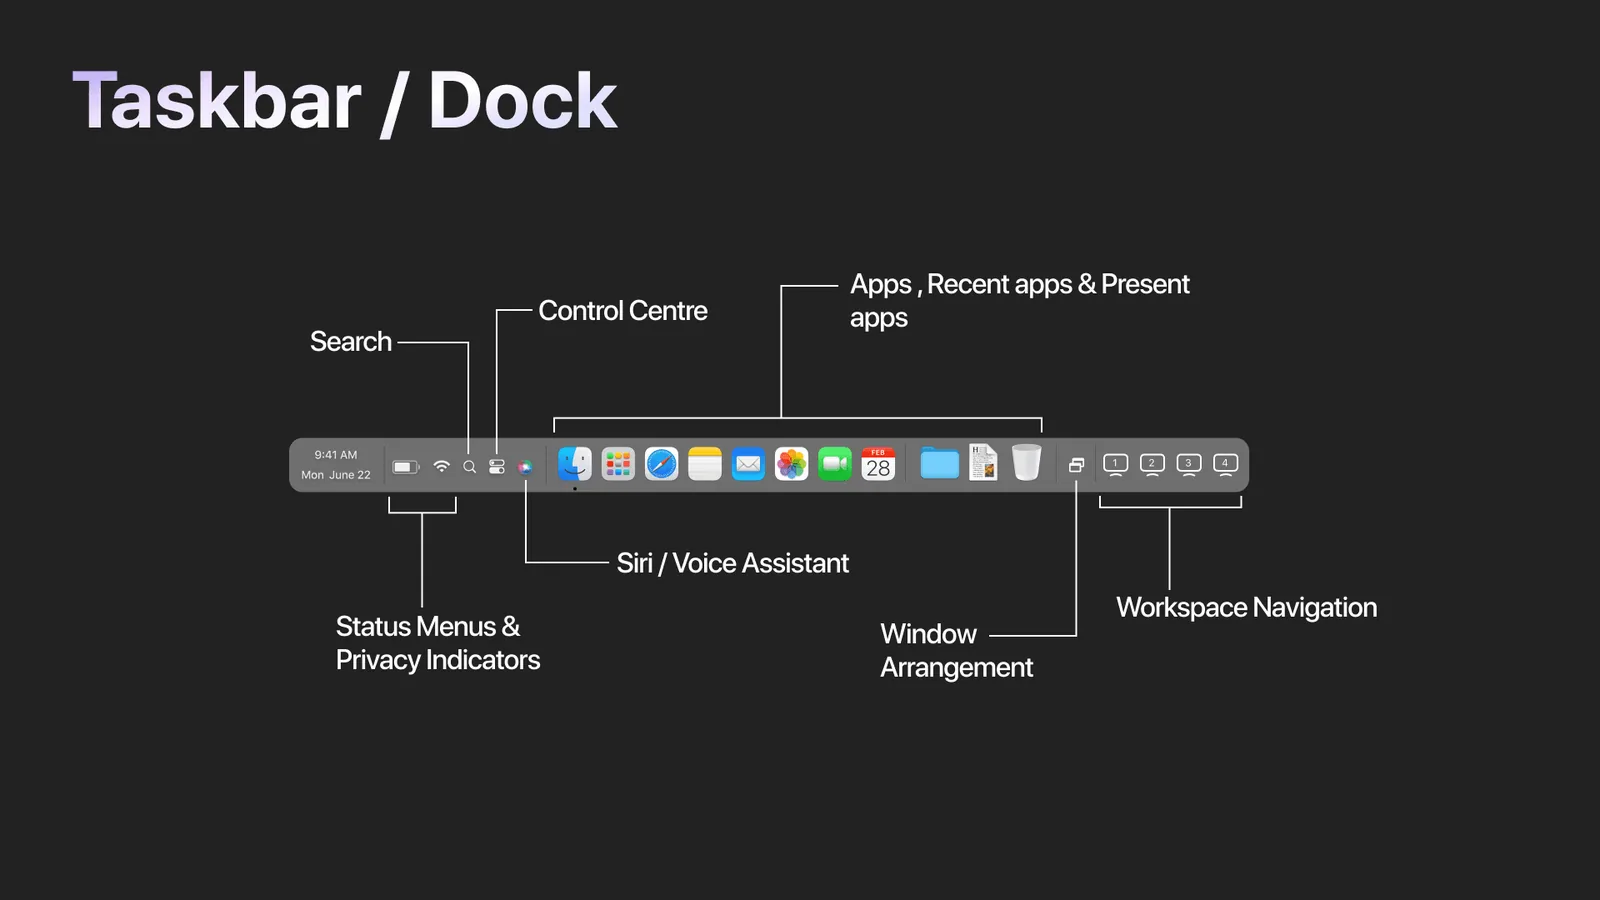 Taskbar / Dock
Apps , Recent apps & Present
apps
Control Centre
Search
9:41 AM
Mon June 22
FEB
28
1
2
3
4
Siri / Voice Assistant
Status Menus &
Privacy Indicators
Window
Arrangement
Workspace Navigation